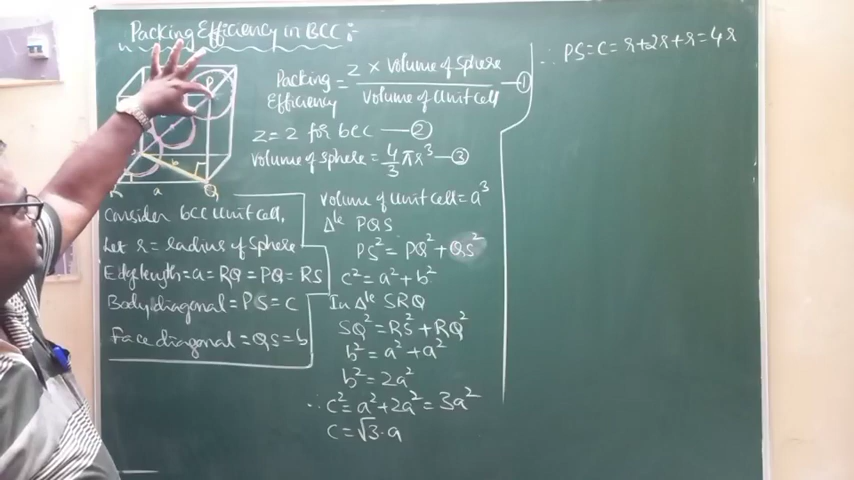 Packing Efficiency in BCC :-
Packing Efficiency = Z × Volume of Sphere / Volume of Unit cell —①
Z = 2 for bcc —②
Volume of sphere = 4/3 πr³ —③
P
b
a
Q
Consider BCC Unit cell,
Let r = radius of Sphere
Edge length = a = RQ = PQ = RS
Body diagonal = PS = C
Face diagonal = QS = b
Volume of Unit cell = a³
Δle PQS
PS² = PQ² + QS²
C² = a² + b²
In Δle SRQ
SQ² = RS² + RQ²
b² = a² + a²
b² = 2a²
∴ C² = a² + 2a² = 3a²
C = √3·a
∴ PS = C = r + 2r + r = 4r